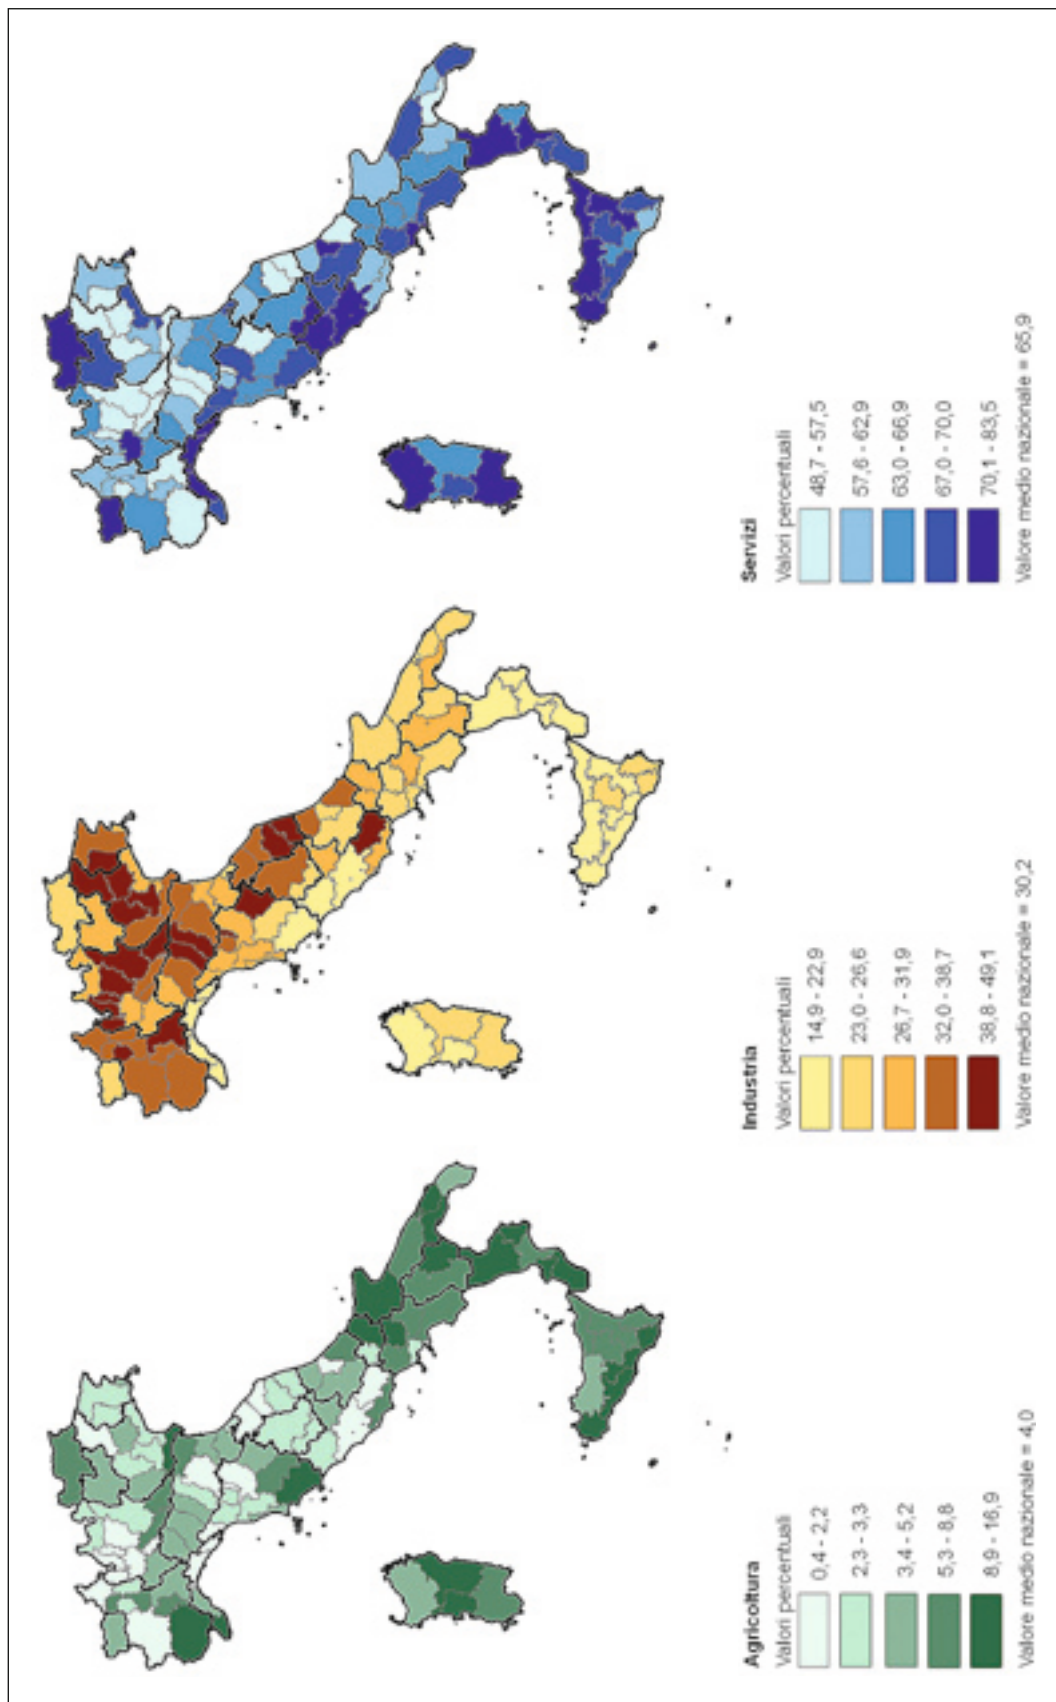 Servizi
Valori percentuali
48,7 - 57,5
57,6 - 62,9
63,0 - 66,9
67,0 - 70,0
70,1 - 83,5
Valore medio nazionale = 65,9
Industria
Valori percentuali
14,9 - 22,9
23,0 - 26,6
26,7 - 31,9
32,0 - 38,7
38,8 - 49,1
Valore medio nazionale = 30,2
Agricoltura
Valori percentuali
0,4 - 2,2
2,3 - 3,3
3,4 - 5,2
5,3 - 8,8
8,9 - 16,9
Valore medio nazionale = 4,0